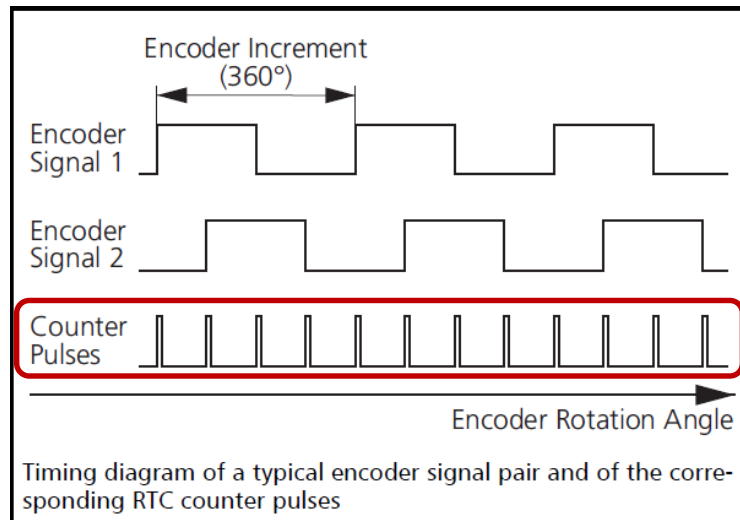 Encoder Increment
(360°)
Encoder
Signal 1
Encoder
Signal 2
Counter
Pulses
Encoder Rotation Angle
Timing diagram of a typical encoder signal pair and of the corre-
sponding RTC counter pulses